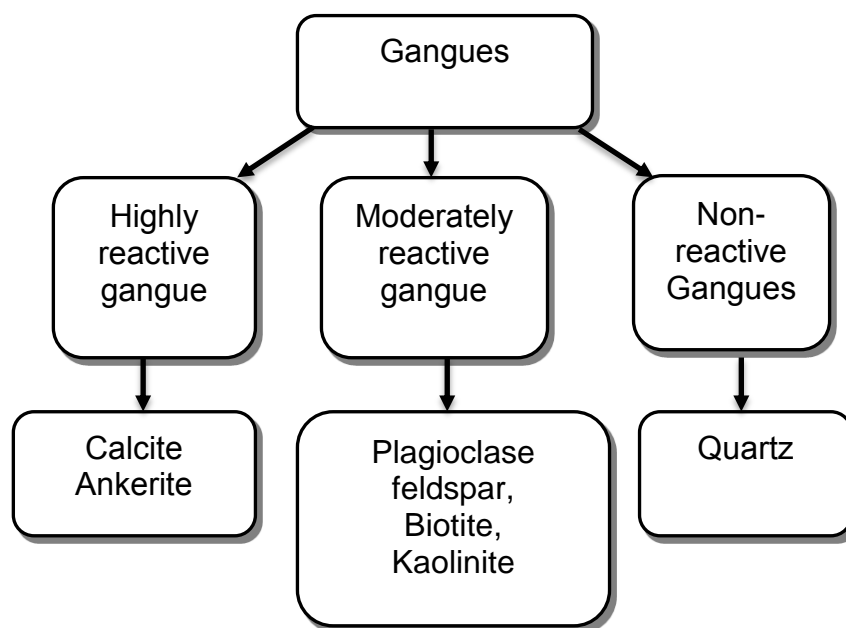 Gangues
Highly
reactive
gangue
Moderately
reactive
gangue
Non-
reactive
Gangues
Calcite
Ankerite
Plagioclase
feldspar,
Biotite,
Kaolinite
Quartz